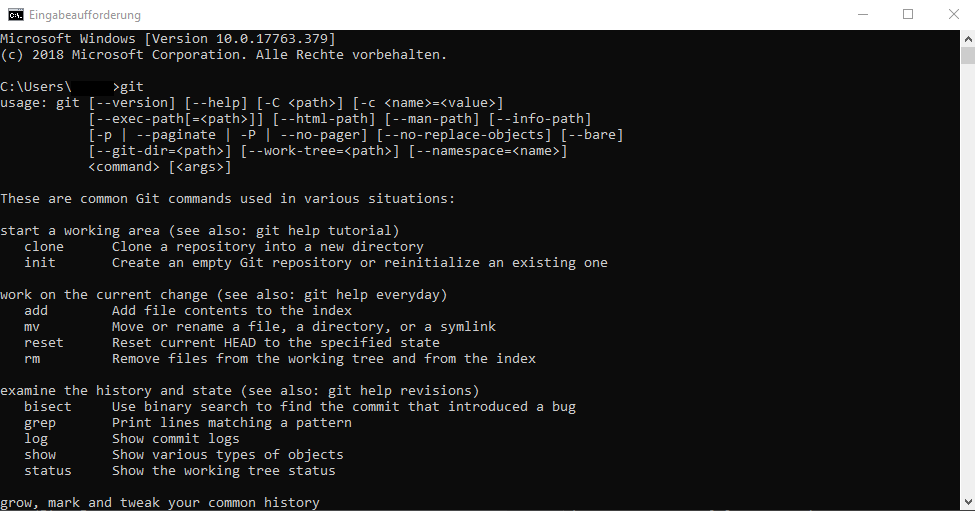 Eingabeaufforderung
Microsoft Windows [Version 10.0.17763.379]
(c) 2018 Microsoft Corporation. Alle Rechte vorbehalten.
C:\Users\ >git
usage: git [--version] [--help] [-C <path>] [-c <name>=<value>]
[--exec-path[=<path>]] [--html-path] [--man-path] [--info-path]
[-p | --paginate | -P | --no-pager] [--no-replace-objects] [--bare]
[--git-dir=<path>] [--work-tree=<path>] [--namespace=<name>]
<command> [<args>]
These are common Git commands used in various situations:
start a working area (see also: git help tutorial)
clone Clone a repository into a new directory
init Create an empty Git repository or reinitialize an existing one
work on the current change (see also: git help everyday)
add Add file contents to the index
mv Move or rename a file, a directory, or a symlink
reset Reset current HEAD to the specified state
rm Remove files from the working tree and from the index
examine the history and state (see also: git help revisions)
bisect Use binary search to find the commit that introduced a bug
grep Print lines matching a pattern
log Show commit logs
show Show various types of objects
status Show the working tree status
grow, mark and tweak your common history